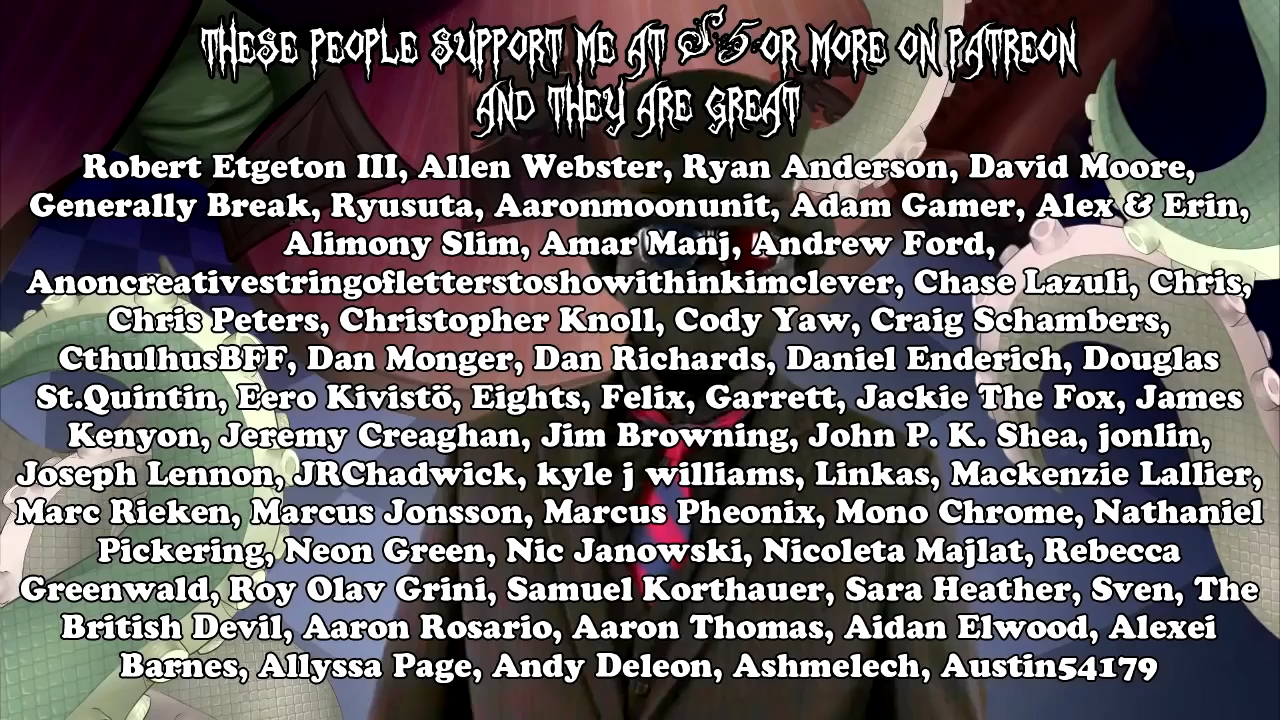 THESE PEOPLE SUPPORT ME AT $5 OR MORE ON PATREON
AND THEY ARE GREAT
Robert Etgeton III, Allen Webster, Ryan Anderson, David Moore,
Generally Break, Ryusuta, Aaronmoonunit, Adam Gamer, Alex & Erin,
Alimony Slim, Amar Manj, Andrew Ford,
Anoncreativestringofletterstoshowithinkimclever, Chase Lazuli, Chris,
Chris Peters, Christopher Knoll, Cody Yaw, Craig Schambers,
CthulhusBFF, Dan Monger, Dan Richards, Daniel Enderich, Douglas
St.Quintin, Eero Kivistö, Eights, Felix, Garrett, Jackie The Fox, James
Kenyon, Jeremy Creaghan, Jim Browning, John P. K. Shea, jonlin,
Joseph Lennon, JRChadwick, kyle j williams, Linkas, Mackenzie Lallier,
Marc Rieken, Marcus Jonsson, Marcus Pheonix, Mono Chrome, Nathaniel
Pickering, Neon Green, Nic Janowski, Nicoleta Majlat, Rebecca
Greenwald, Roy Olav Grini, Samuel Korthauer, Sara Heather, Sven, The
British Devil, Aaron Rosario, Aaron Thomas, Aidan Elwood, Alexei
Barnes, Allyssa Page, Andy Deleon, Ashmelech, Austin54179